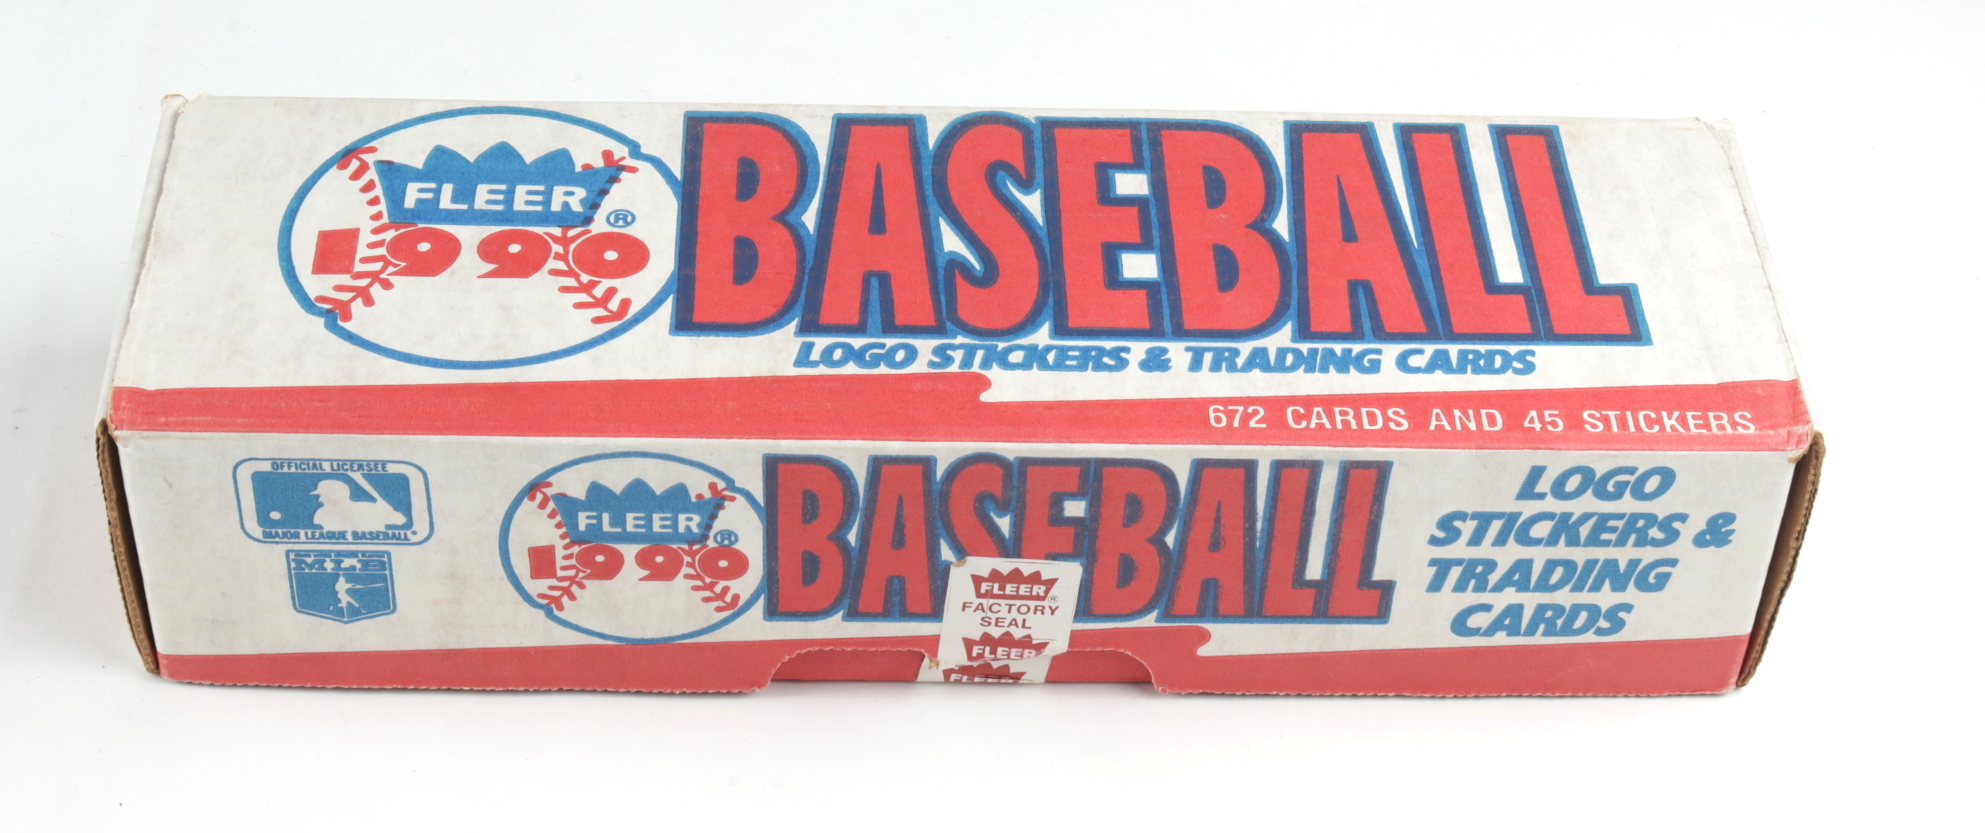 FLEER®
1990
BASEBALL
LOGO STICKERS & TRADING CARDS
672 CARDS AND 45 STICKERS
OFFICIAL LICENSEE
MAJOR LEAGUE BASEBALL
MLB
FLEER®
1990
BASEBALL
LOGO
STICKERS &
TRADING
CARDS
FLEER®
FACTORY
SEAL
FLEER
FLEER